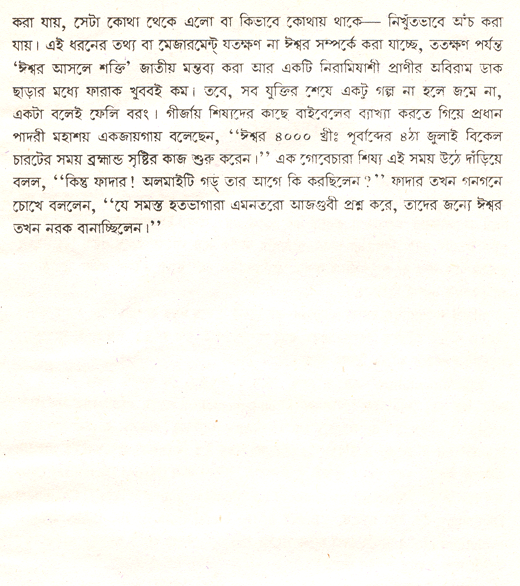 করা যায়, সেটা কোথা থেকে এলো বা কিভাবে কোথায় থাকে— নিখুঁতভাবে আঁচ করা
যায়। এই ধরনের তথ্য বা মেজারমেন্ট্ যতক্ষণ না ঈশ্বর সম্পর্কে করা যাচ্ছে, ততক্ষণ পর্যন্ত
‘ঈশ্বর আসলে শক্তি’ জাতীয় মন্তব্য করা আর একটি নিরামিষাশী প্রাণীর অবিরাম ডাক
ছাড়ার মধ্যে ফারাক খুবই কম। তবে, সব যুক্তির শেষে একটু গল্প না হলে জমে না,
একটা বলেই ফেলি বরং। গীর্জায় শিষ্যদের কাছে বাইবেলের ব্যাখ্যা করতে গিয়ে প্রধান
পাদরী মহাশয় একজায়গায় বলেছেন, “ঈশ্বর ৪০০০ খ্রীঃ পূর্বাব্দের ৪ঠা জুলাই বিকেল
চারটের সময় ব্রহ্মান্ড সৃষ্টির কাজ শুরু করেন।” এক গোবেচারা শিষ্য এই সময় উঠে দাঁড়িয়ে
বলল, “কিন্তু ফাদার! অলমাইটি গড্ তার আগে কি করছিলেন?” ফাদার তখন গনগনে
চোখে বললেন, “যে সমস্ত হতভাগারা এমনতরো আজগুবী প্রশ্ন করে, তাদের জন্যে ঈশ্বর
তখন নরক বানাচ্ছিলেন।”